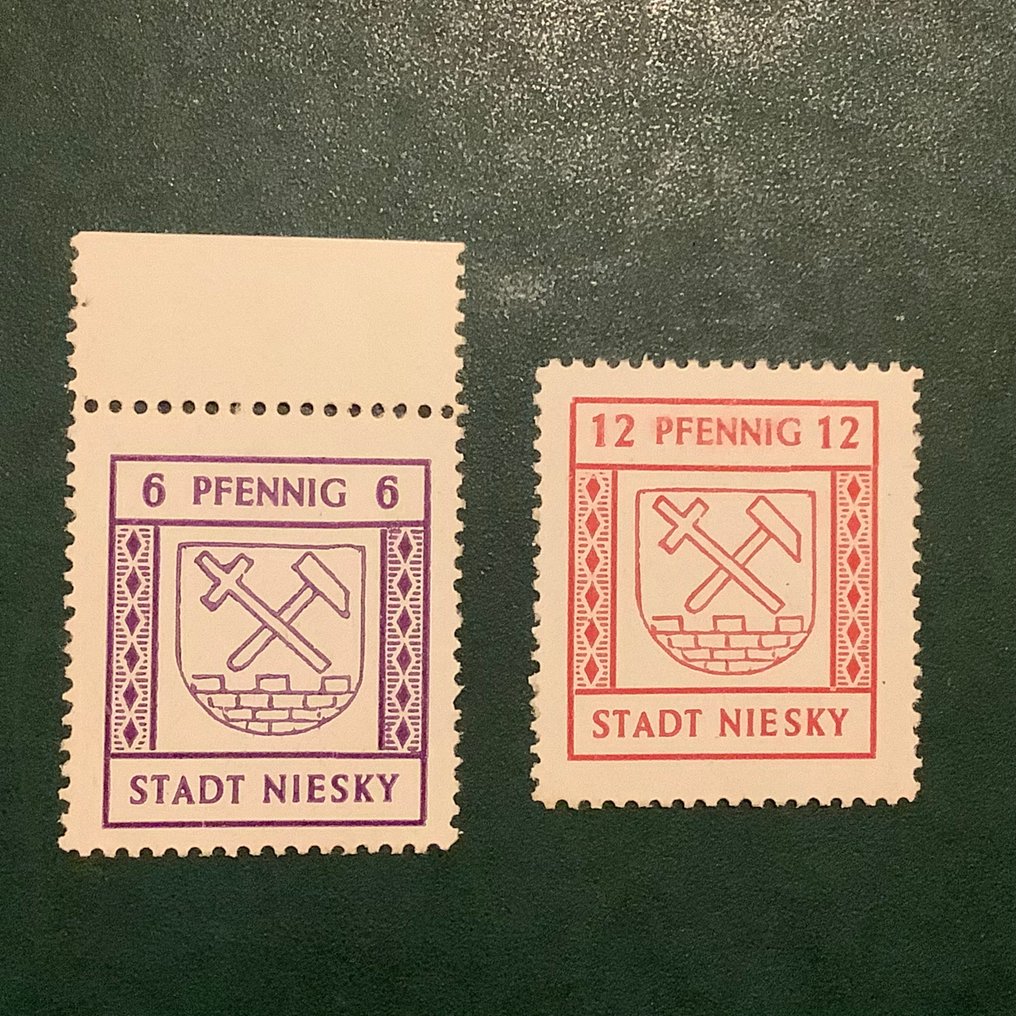 6 PFENNIG 6
STADT NIESKY
12 PFENNIG 12
STADT NIESKY